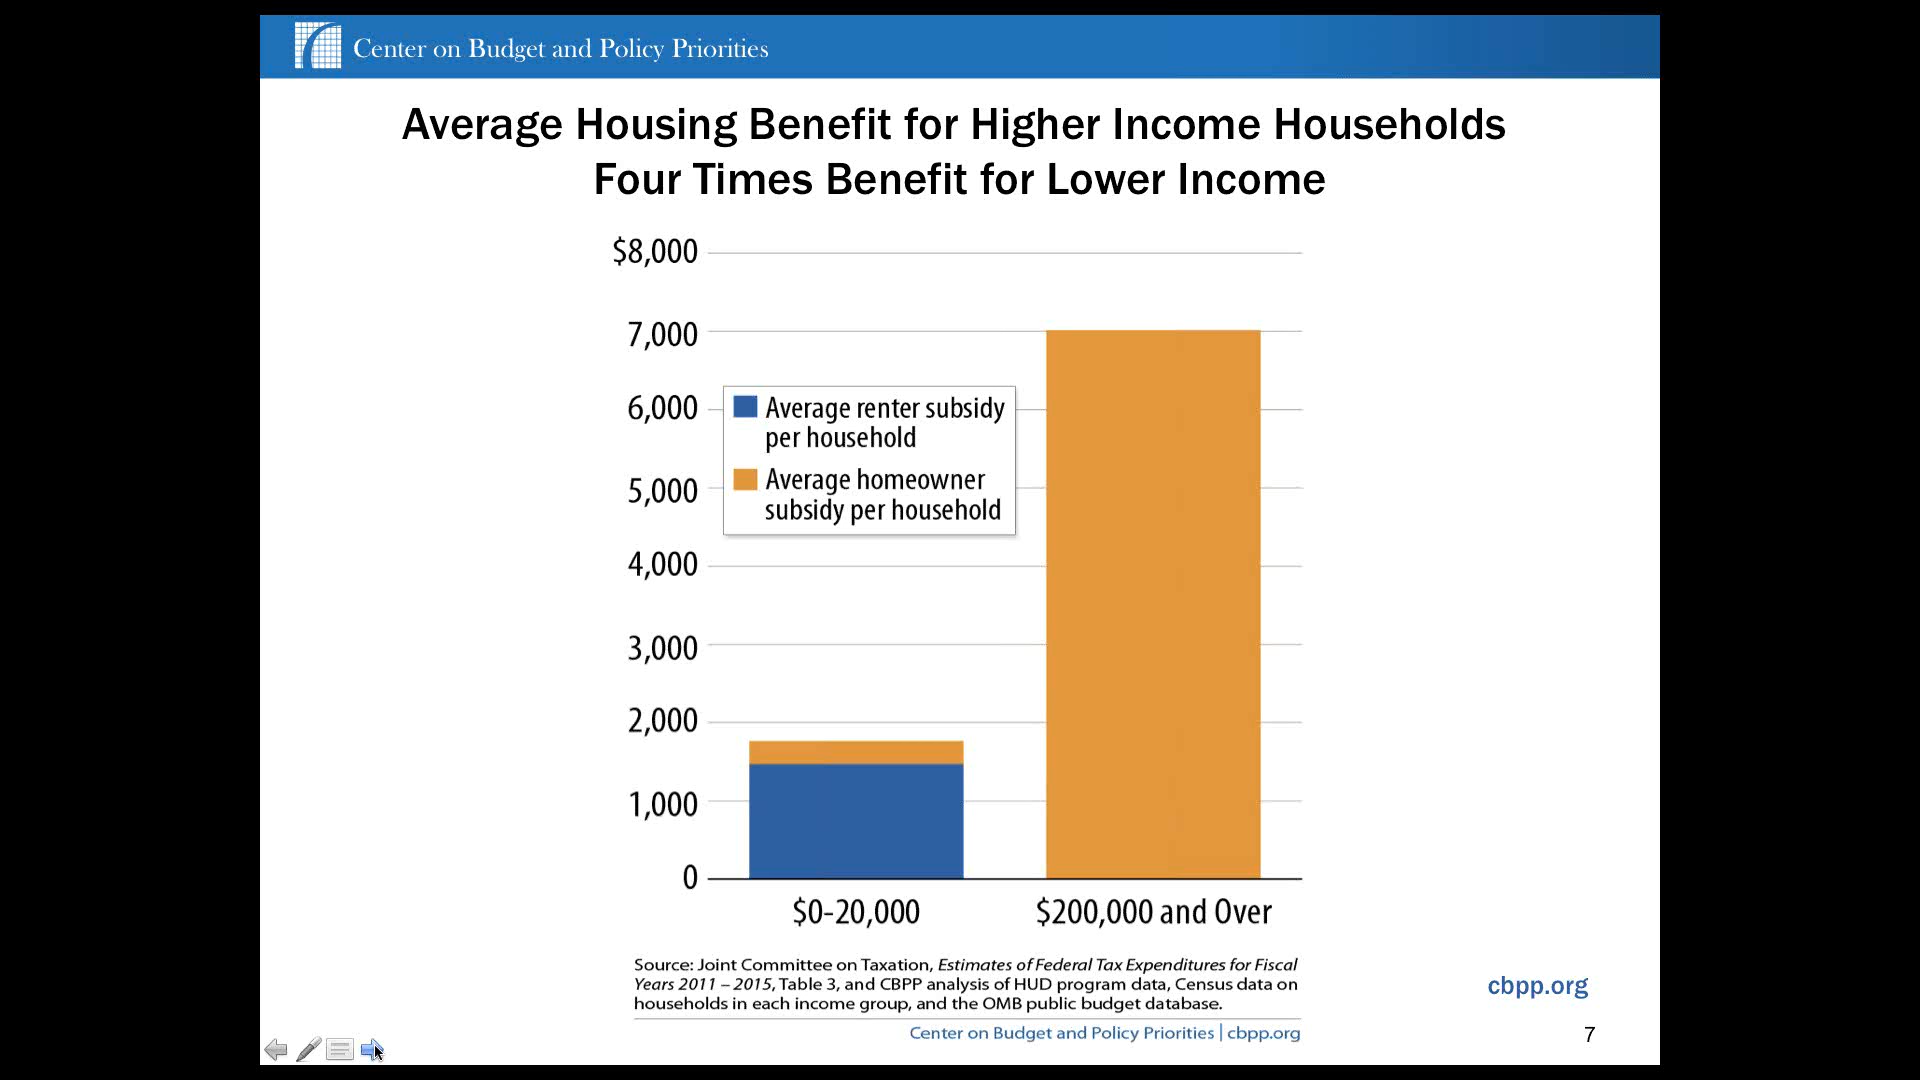 Center on Budget and Policy Priorities
Average Housing Benefit for Higher Income Households
Four Times Benefit for Lower Income
$8,000
7,000
6,000
5,000
4,000
3,000
2,000
1,000
0
Average renter subsidy
per household
Average homeowner
subsidy per household
$0-20,000
$200,000 and Over
Source: Joint Committee on Taxation, Estimates of Federal Tax Expenditures for Fiscal
Years 2011 – 2015, Table 3, and CBPP analysis of HUD program data, Census data on
households in each income group, and the OMB public budget database.
Center on Budget and Policy Priorities | cbpp.org
cbpp.org
7